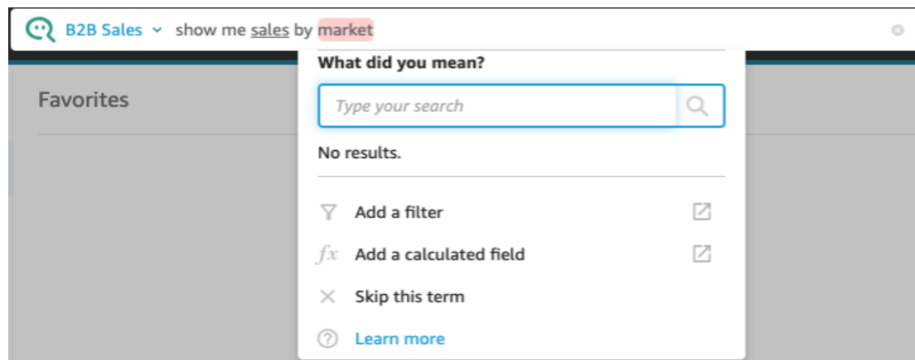 B2B Sales show me sales by market
What did you mean?
Favorites
Type your search
No results.
Add a filter
fx Add a calculated field
Skip this term
? Learn more